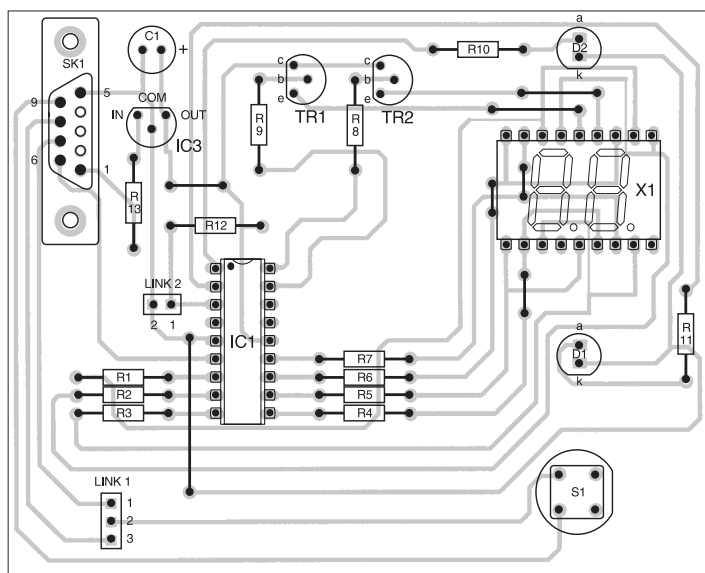 C1
+
SK1
5
9
6
1
COM
IN
OUT
IC3
c
b
e
TR1
c
b
e
TR2
R
9
R
8
R10
a
D2
k
X1
R
13
R12
LINK 2
2 1
IC1
R1
R2
R3
R7
R6
R5
R4
a
D1
k
R
11
LINK 1
1
2
3
S1